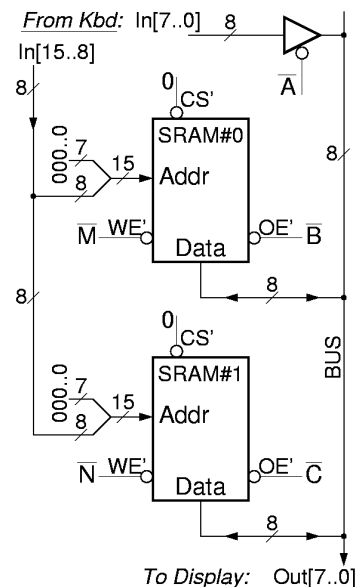 From Kbd: In[7..0]
8
In[15..8]
A
8
0
CS'
8
SRAM#0
000..0
7
15
Addr
8
M WE'
OE' B
Data
8
8
0
CS'
BUS
SRAM#1
000..0
7
15
Addr
8
N WE'
OE' C
Data
8
To Display: Out[7..0]